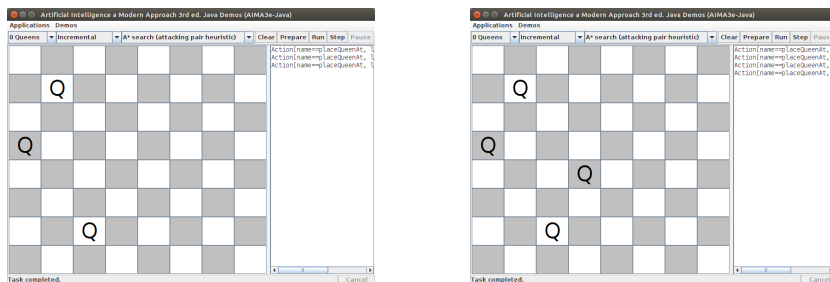 Artificial Intelligence a Modern Approach 3rd ed. Java Demos (AIMA3e-Java)
Applications Demos
8 Queens Incremental A* search (attacking pair heuristic) Clear Prepare Run Step Pause
Action[name==placeQueenAt, l
Action[name==placeQueenAt, l
Action[name==placeQueenAt, l
Q
Q
Q
Task completed. Cancel
Artificial Intelligence a Modern Approach 3rd ed. Java Demos (AIMA3e-Java)
Applications Demos
8 Queens Incremental A* search (attacking pair heuristic) Clear Prepare Run Step Pause
Action[name==placeQueenAt,
Action[name==placeQueenAt,
Action[name==placeQueenAt,
Action[name==placeQueenAt,
Q
Q
Q
Q
Task completed. Cancel